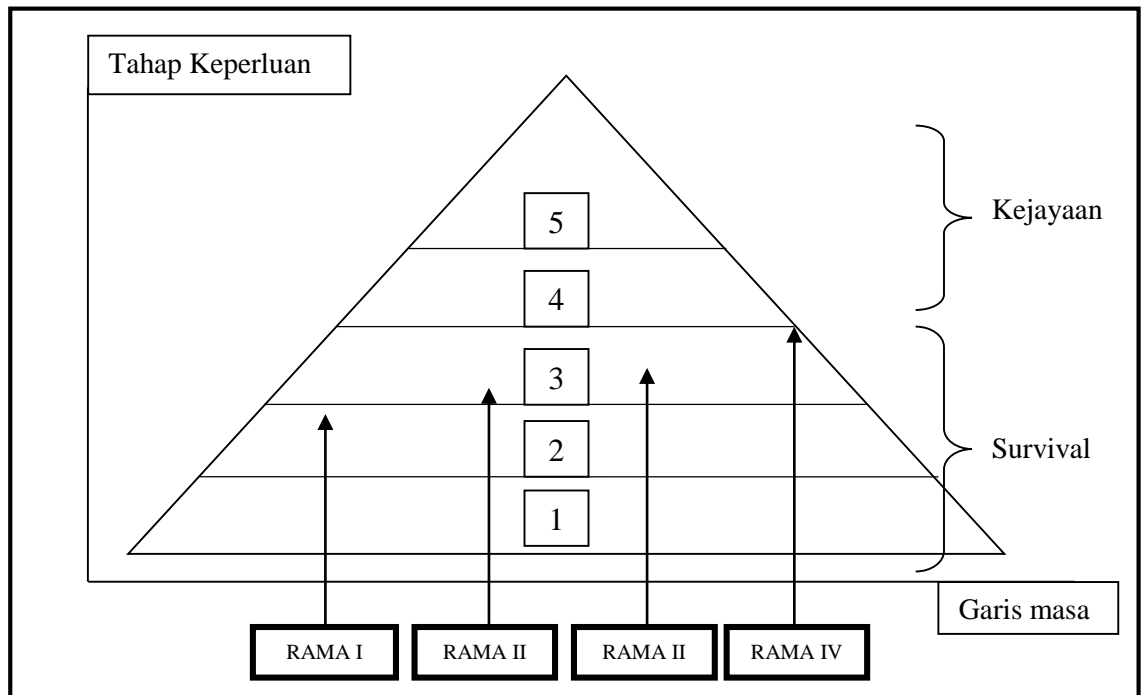 Tahap Keperluan
5
Kejayaan
4
3
Survival
2
1
Garis masa
RAMA I
RAMA II
RAMA II
RAMA IV